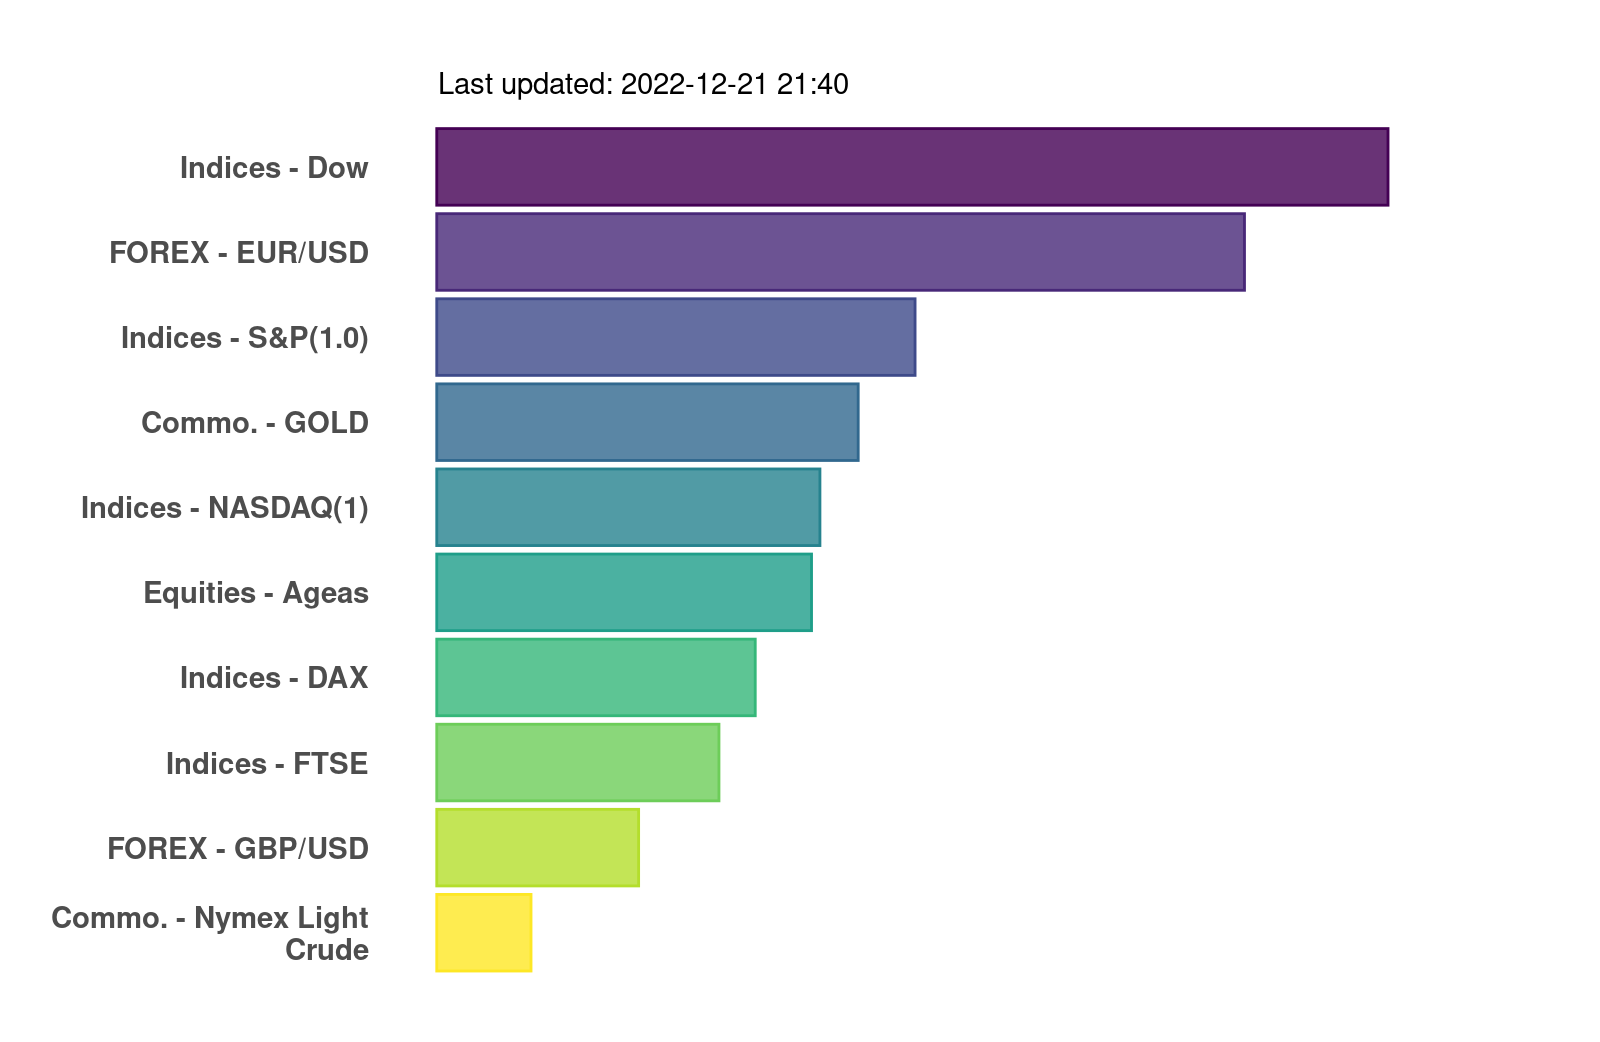 Last updated: 2022-12-21 21:40
Indices - Dow
FOREX - EUR/USD
Indices - S&P(1.0)
Commo. - GOLD
Indices - NASDAQ(1)
Equities - Ageas
Indices - DAX
Indices - FTSE
FOREX - GBP/USD
Commo. - Nymex Light
Crude